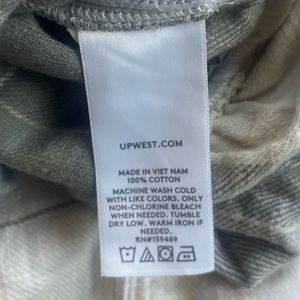 UPWEST.COM
MADE IN VIET NAM
100% COTTON
MACHINE WASH COLD
WITH LIKE COLORS. ONLY
NON-CHLORINE BLEACH
WHEN NEEDED. TUMBLE
DRY LOW. WARM IRON IF
NEEDED.
RN#159489